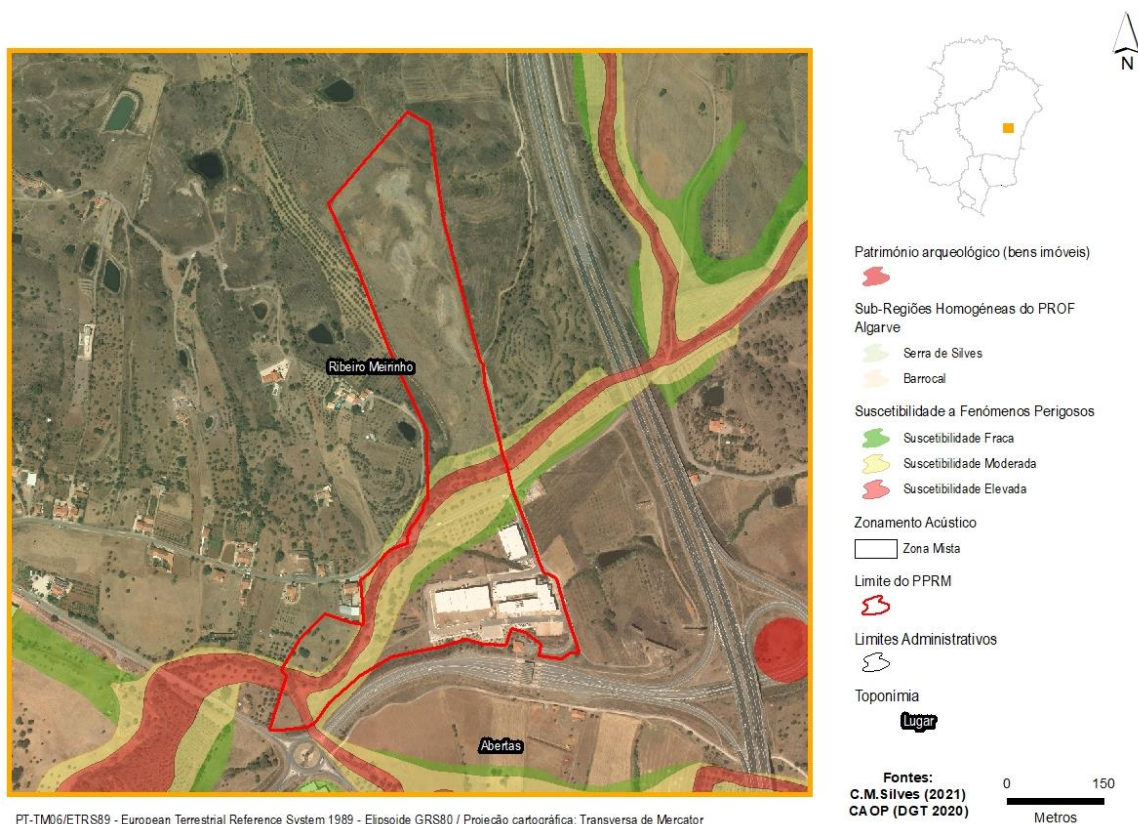 N
Ribeiro Meirinho
Abertas
Património arqueológico (bens imóveis)
Sub-Regiões Homogéneas do PROF
Algarve
Serra de Silves
Barrocal
Suscetibilidade a Fenómenos Perigosos
Suscetibilidade Fraca
Suscetibilidade Moderada
Suscetibilidade Elevada
Zonamento Acústico
Zona Mista
Limite do PPRM
Limites Administrativos
Toponímia
Lugar
Fontes:
C.M.Silves (2021)
CAOP (DGT 2020)
0 150
Metros
PT-TM06/ETRS89 - European Terrestrial Reference System 1989 - Elipsoide GRS80 / Projeção cartográfica: Transversa de Mercator